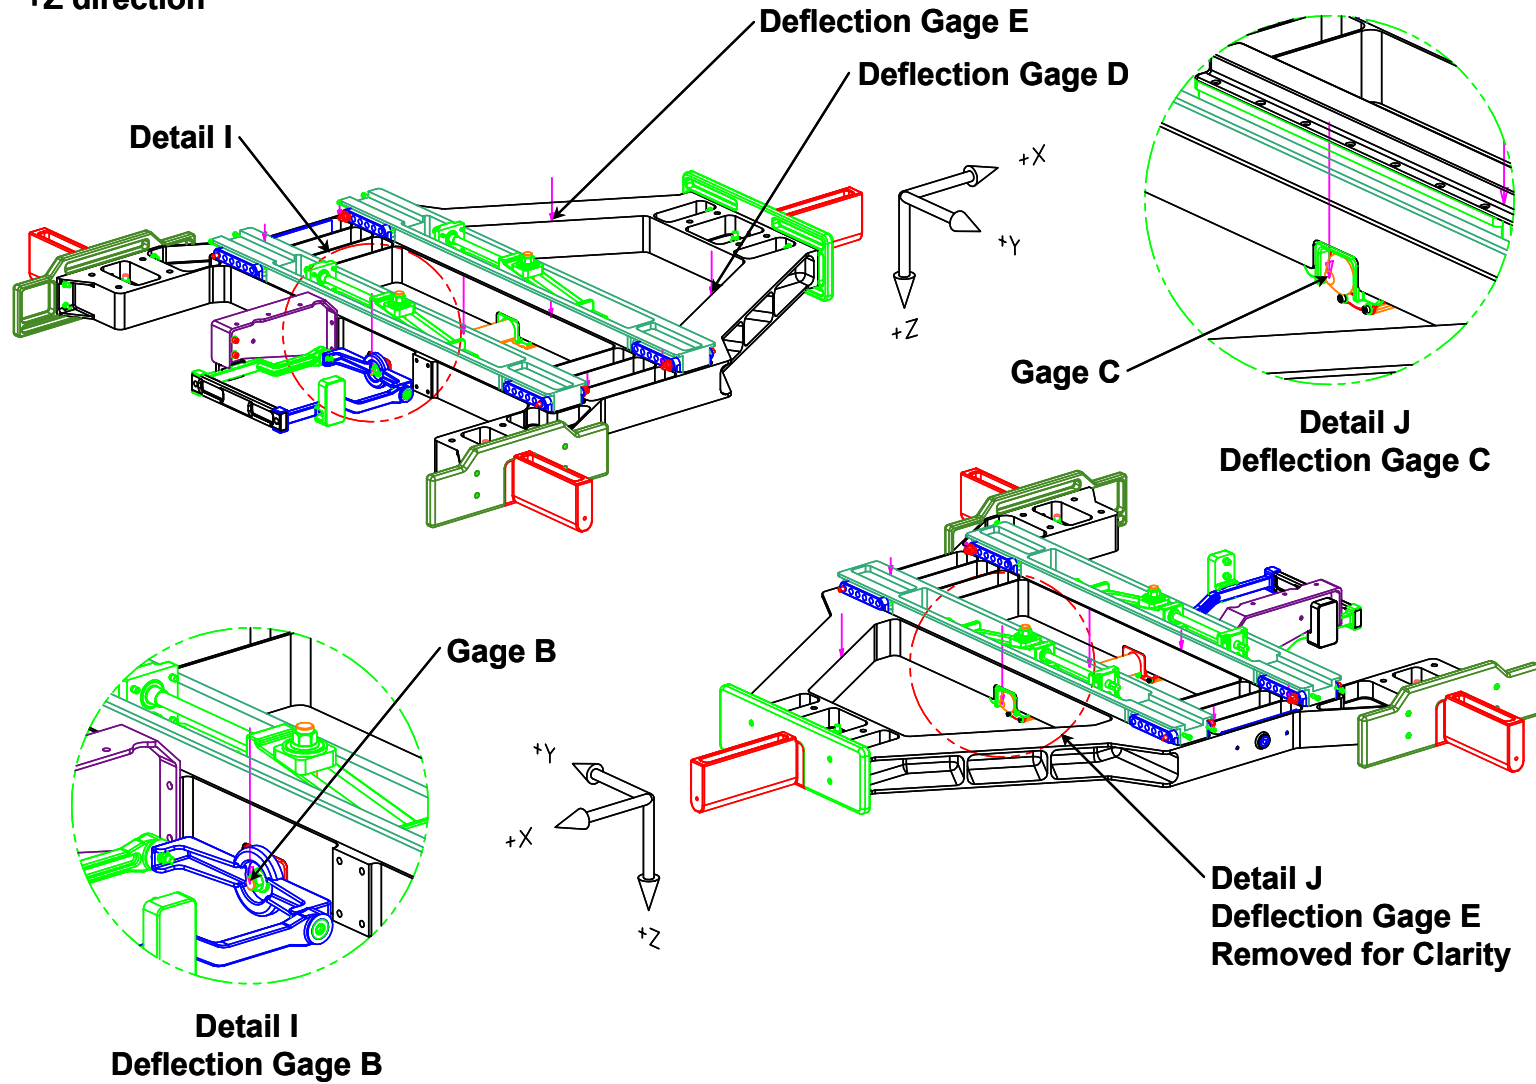 +Z direction
Deflection Gage E
Deflection Gage D
Detail I
+X
+Y
+Z
Gage C
Detail J
Deflection Gage C
Gage B
+Y
+X
+Z
Detail J
Deflection Gage E
Removed for Clarity
Detail I
Deflection Gage B